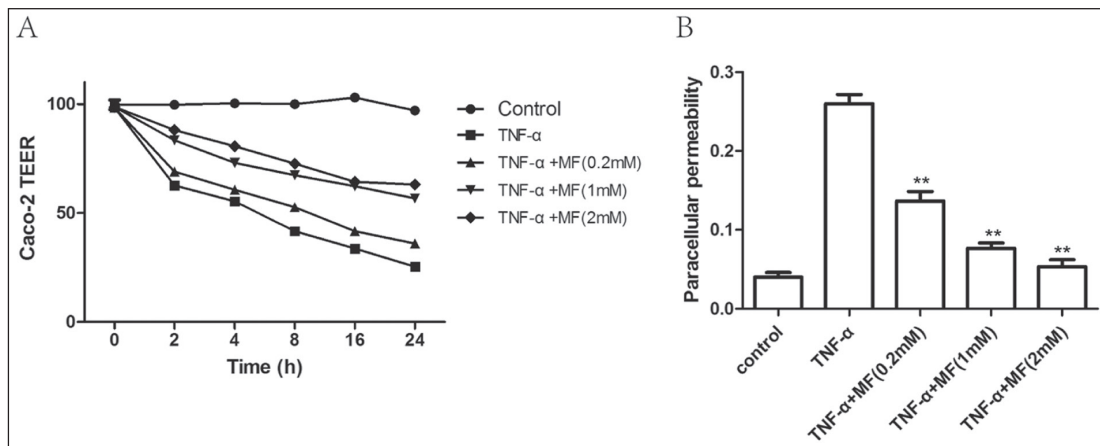 A
Caco-2 TEER
100
50
0
0 2 4 8 16 24
Time (h)
Control
TNF-α
TNF-α +MF(0.2mM)
TNF-α +MF(1mM)
TNF-α +MF(2mM)
B
Paracellular permeability
0.3
0.2
0.1
0.0
**
**
**
control
TNF-α
TNF-α+MF(0.2mM)
TNF-α+MF(1mM)
TNF-α+MF(2mM)